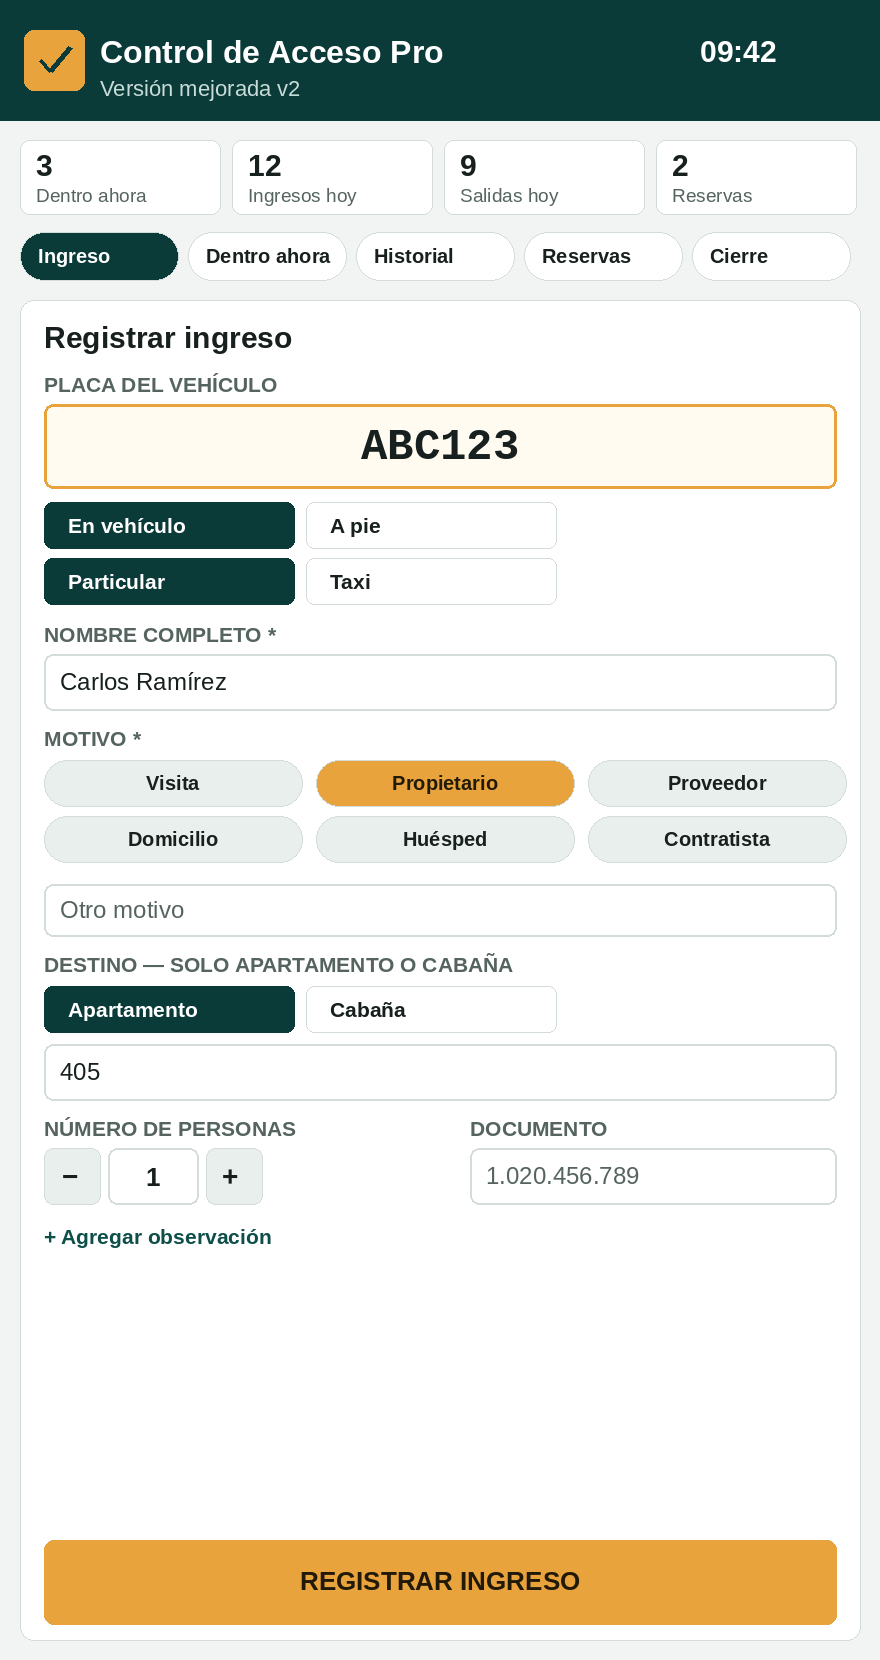 Control de Acceso Pro
Versión mejorada v2
09:42
3
Dentro ahora
12
Ingresos hoy
9
Salidas hoy
2
Reservas
Ingreso
Dentro ahora
Historial
Reservas
Cierre
Registrar ingreso
PLACA DEL VEHÍCULO
ABC123
En vehículo
A pie
Particular
Taxi
NOMBRE COMPLETO *
Carlos Ramírez
MOTIVO *
Visita
Propietario
Proveedor
Domicilio
Huésped
Contratista
Otro motivo
DESTINO — SOLO APARTAMENTO O CABAÑA
Apartamento
Cabaña
405
NÚMERO DE PERSONAS
DOCUMENTO
− 1 +
1.020.456.789
+ Agregar observación
REGISTRAR INGRESO